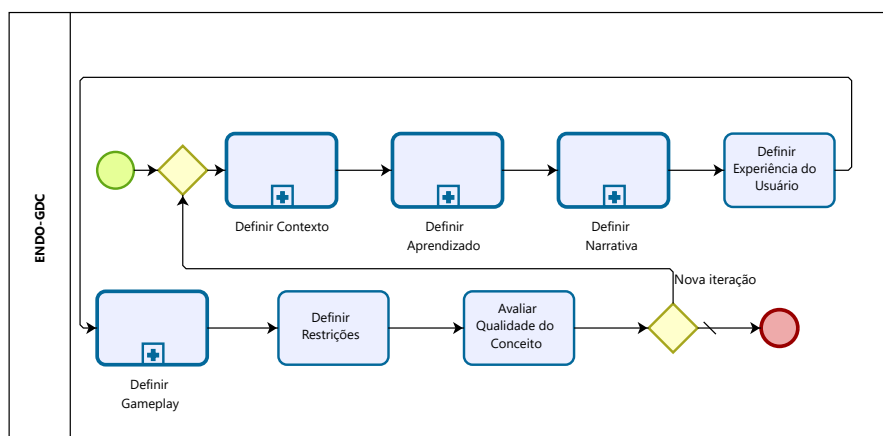 ENDO-GDC
Definir Contexto
Definir
Aprendizado
Definir
Narrativa
Definir
Experiência do
Usuário
Nova iteração
Definir
Gameplay
Definir
Restrições
Avaliar
Qualidade do
Conceito